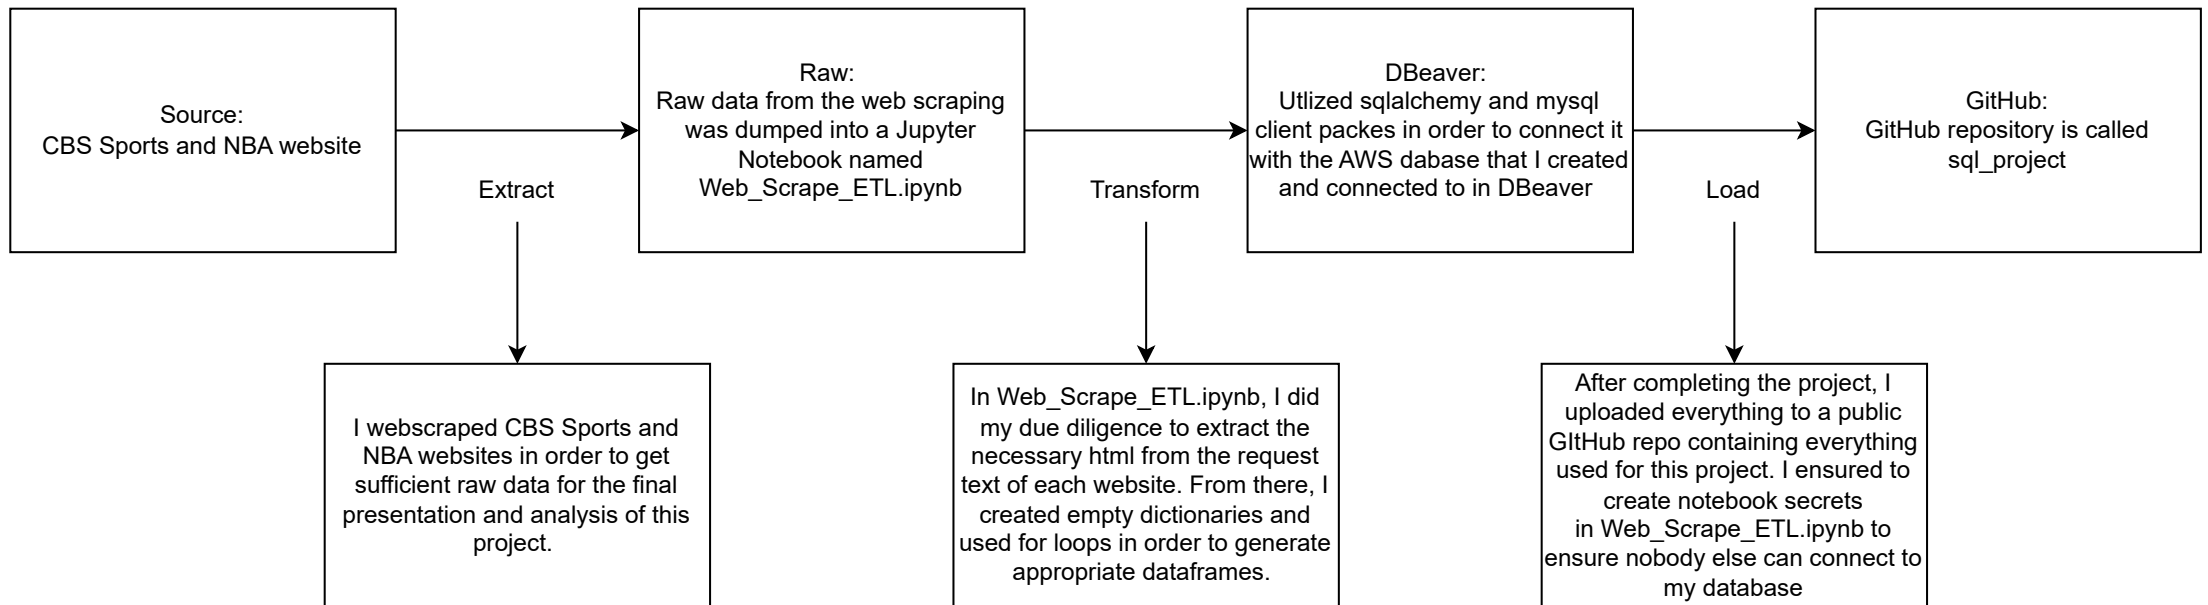 Source:
CBS Sports and NBA website
Extract
Raw:
Raw data from the web scraping
was dumped into a Jupyter
Notebook named
Web_Scrape_ETL.ipynb
Transform
DBeaver:
Utlized sqlalchemy and mysql
client packes in order to connect it
with the AWS dabase that I created
and connected to in DBeaver
Load
GitHub:
GitHub repository is called
sql_project
I webscraped CBS Sports and
NBA websites in order to get
sufficient raw data for the final
presentation and analysis of this
project.
In Web_Scrape_ETL.ipynb, I did
my due diligence to extract the
necessary html from the request
text of each website. From there, I
created empty dictionaries and
used for loops in order to generate
appropriate dataframes.
After completing the project, I
uploaded everything to a public
GItHub repo containing everything
used for this project. I ensured to
create notebook secrets
in Web_Scrape_ETL.ipynb to
ensure nobody else can connect to
my database